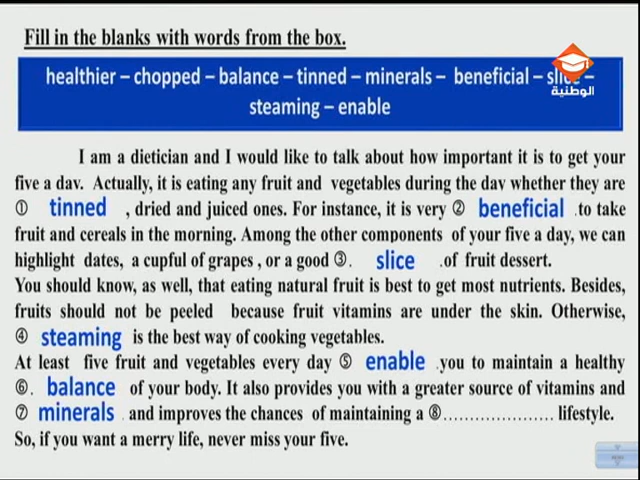 Fill in the blanks with words from the box.
الوطنية
healthier – chopped – balance – tinned – minerals – beneficial – slice –
steaming – enable
I am a dietician and I would like to talk about how important it is to get your
five a day. Actually, it is eating any fruit and vegetables during the day whether they are
① tinned , dried and juiced ones. For instance, it is very ② beneficial .to take
fruit and cereals in the morning. Among the other components of your five a day, we can
highlight dates, a cupful of grapes , or a good ③. slice .of fruit dessert.
You should know, as well, that eating natural fruit is best to get most nutrients. Besides,
fruits should not be peeled because fruit vitamins are under the skin. Otherwise,
④ steaming is the best way of cooking vegetables.
At least five fruit and vegetables every day ⑤ enable .you to maintain a healthy
⑥. balance of your body. It also provides you with a greater source of vitamins and
⑦ minerals . and improves the chances of maintaining a ⑧..................... lifestyle.
So, if you want a merry life, never miss your five.